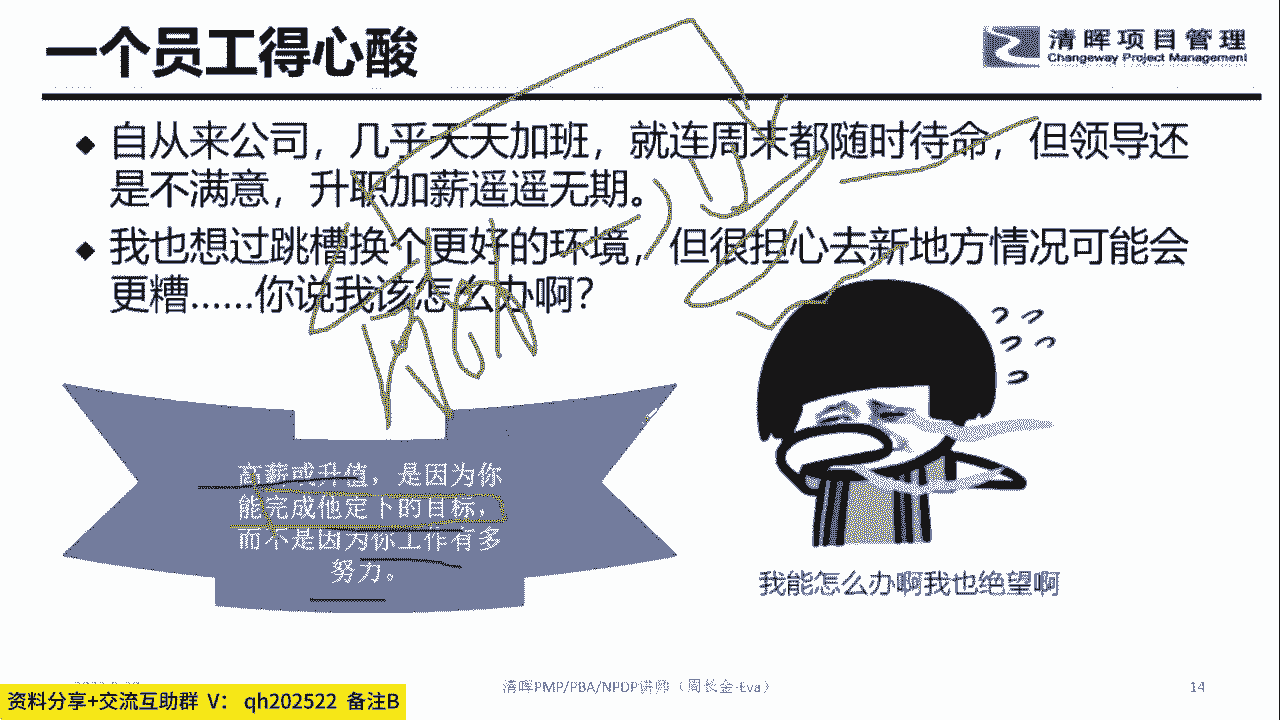 一个员工得心酸
清晖项目管理
Changeway Project Management
自从来公司，几乎天天加班，就连周末都随时待命，但领导还
是不满意，升职加薪遥遥无期。
我也想过跳槽换个更好的环境，但很担心去新地方情况可能会
更糟……你说我该怎么办啊？
高薪或升值，是因为你
能完成他定下的目标，
而不是因为你工作有多
努力。
我能怎么办啊我也绝望啊
清晖PMP/PBA/NPDP讲师（周长金-Eva）
14
资料分享+交流互助群 V： qh202522 备注B